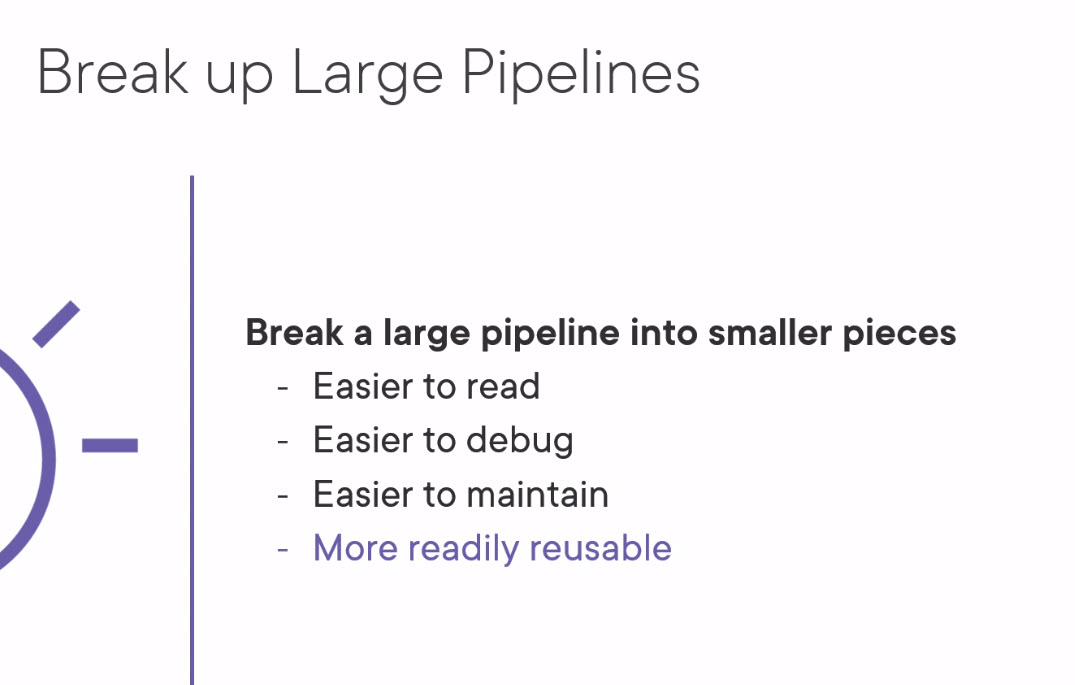 Break up Large Pipelines
Break a large pipeline into smaller pieces
- Easier to read
- Easier to debug
- Easier to maintain
- More readily reusable